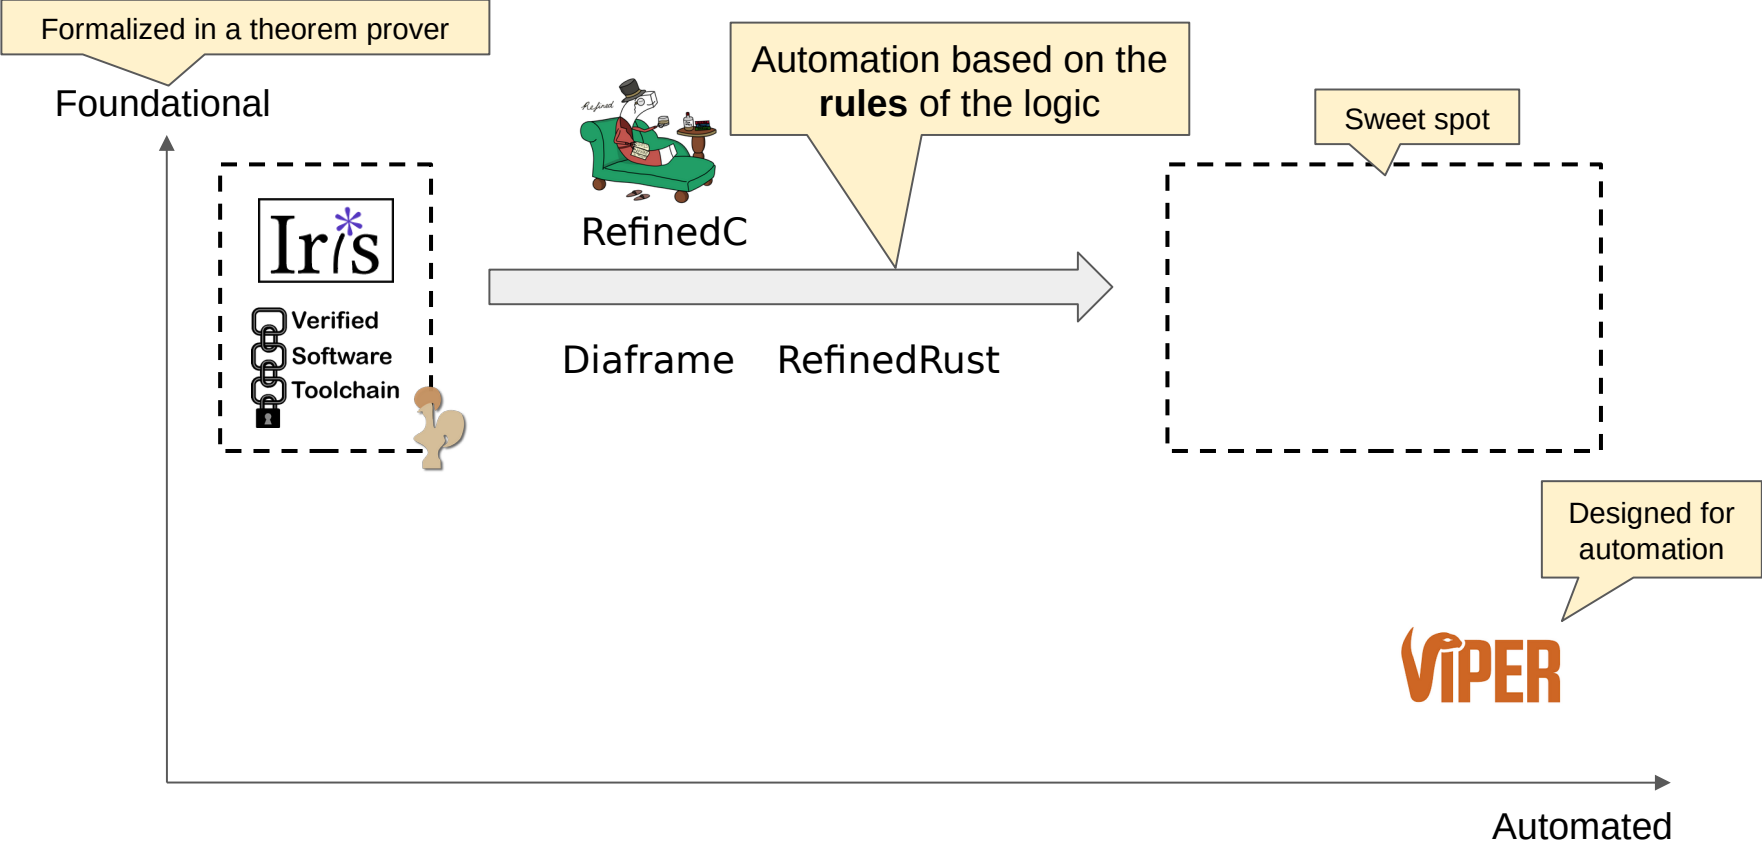 Formalized in a theorem prover
Foundational
Refined
Automation based on the
rules of the logic
Sweet spot
Iris
RefinedC
Verified
Software
Toolchain
Diaframe
RefinedRust
Designed for
automation
VIPER
Automated